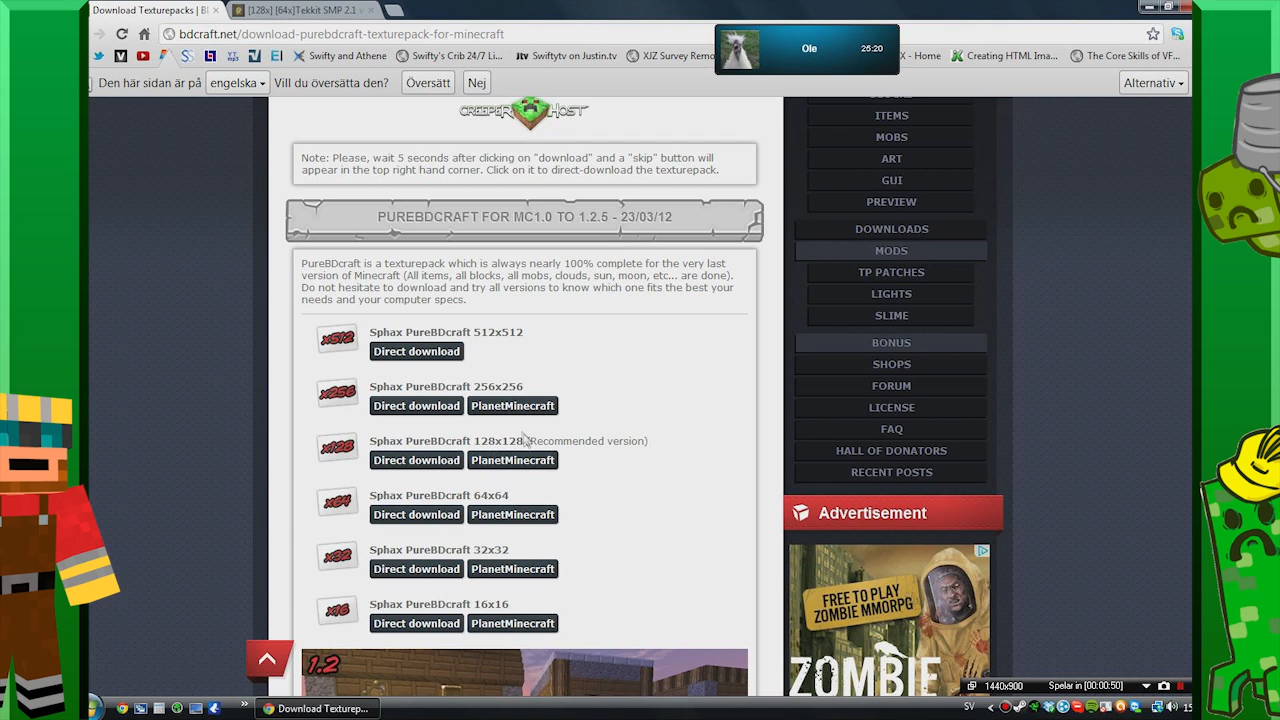 Download Texturepacks | Bl
[128x] [64x]Tekkit SMP 2.1
bdcraft.net/download-purebdcraft-texturepack-for-minecraft
Swifty and Anther
Swifty's Crib 24/7 L...
Jtv Swiftytv on Justin.tv
XJZ Survey Remo
X - Home
Creating HTML Ima...
The Core Skills of VF...
Ole
25:20
Den här sidan är på
engelska
Vill du översätta den?
Översätt
Nej
Alternativ
CREEPER HOST
Note: Please, wait 5 seconds after clicking on "download" and a "skip" button will
appear in the top right hand corner. Click on it to direct-download the texturepack.
PUREBDCRAFT FOR MC1.0 TO 1.2.5 - 23/03/12
PureBDcraft is a texturepack which is always nearly 100% complete for the very last
version of Minecraft (All items, all blocks, all mobs, clouds, sun, moon, etc... are done).
Do not hesitate to download and try all versions to know which one fits the best your
needs and your computer specs.
x512
Sphax PureBDcraft 512x512
Direct download
x256
Sphax PureBDcraft 256x256
Direct download
PlanetMinecraft
x128
Sphax PureBDcraft 128x128 (Recommended version)
Direct download
PlanetMinecraft
x64
Sphax PureBDcraft 64x64
Direct download
PlanetMinecraft
x32
Sphax PureBDcraft 32x32
Direct download
PlanetMinecraft
x16
Sphax PureBDcraft 16x16
Direct download
PlanetMinecraft
1.2
ITEMS
MOBS
ART
GUI
PREVIEW
DOWNLOADS
MODS
TP PATCHES
LIGHTS
SLIME
BONUS
SHOPS
FORUM
LICENSE
FAQ
HALL OF DOWNLOADS
RECENT POSTS
Advertisement
FREE TO PLAY
ZOMBIE MMORPG
ZOMBIE
1440x900
Spelar in [00:00:50]
Download Texturep...
SV